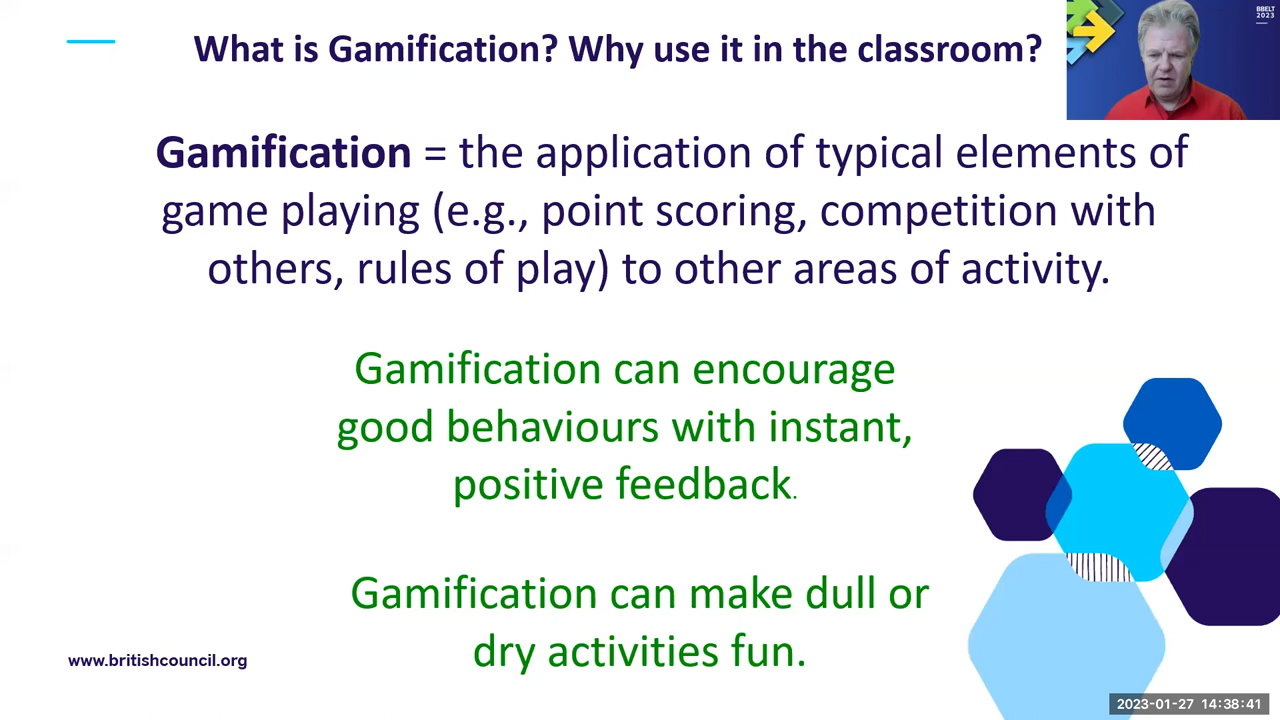 What is Gamification? Why use it in the classroom?
BBELT
2023
Gamification = the application of typical elements of
game playing (e.g., point scoring, competition with
others, rules of play) to other areas of activity.
Gamification can encourage
good behaviours with instant,
positive feedback.
Gamification can make dull or
dry activities fun.
www.britishcouncil.org
2023-01-27 14:38:41